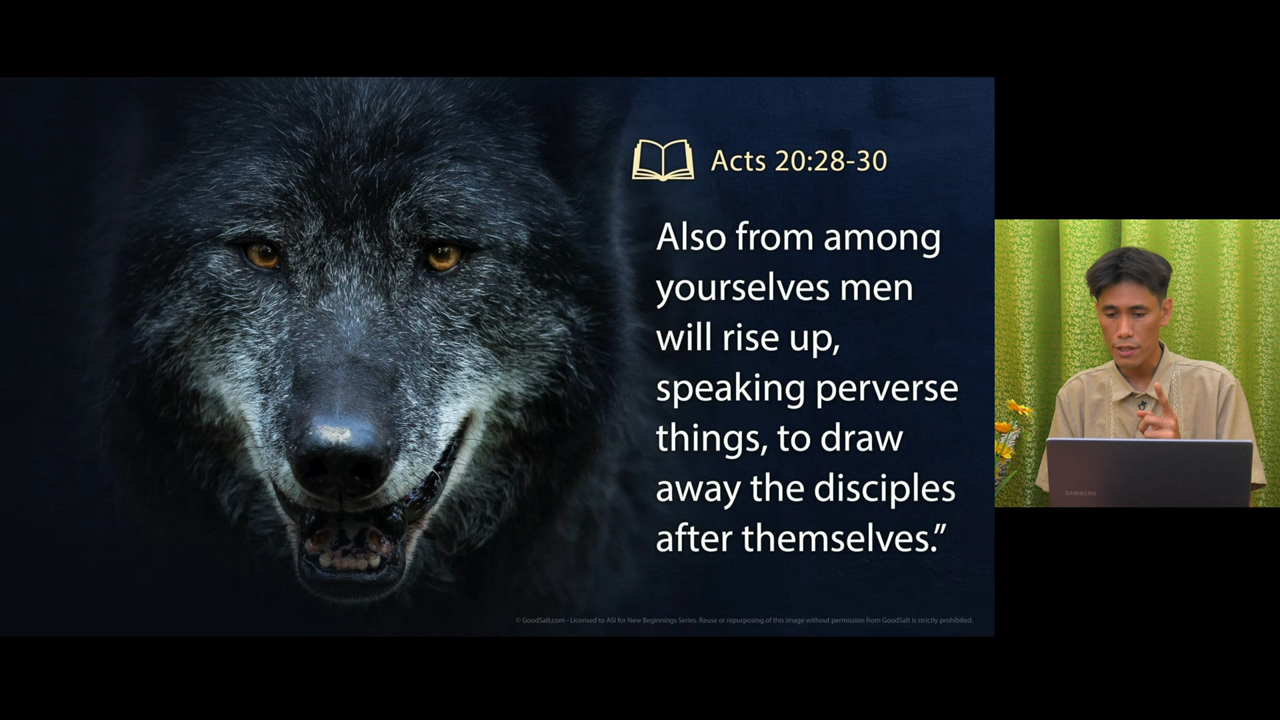 Acts 20:28-30
Also from among
yourselves men
will rise up,
speaking perverse
things, to draw
away the disciples
after themselves.”
© GoodSalt.com - Licensed to ASI for New Beginnings Series. Reuse or repurposing of this image without permission from GoodSalt is strictly prohibited.
SAMSUNG